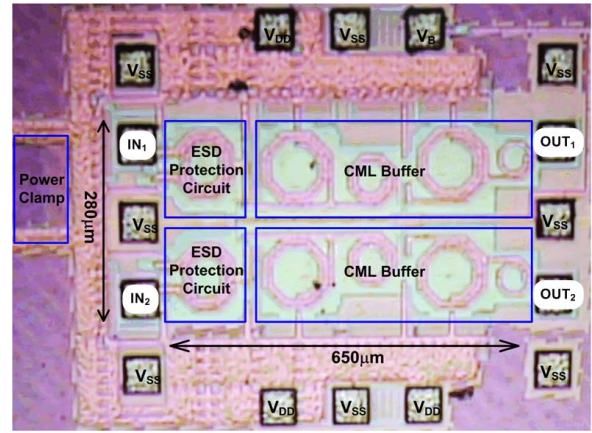 VDD
VSS
VB
VSS
VSS
IN1
ESD
Protection
Circuit
CML Buffer
OUT1
Power
Clamp
280μm
VSS
VSS
IN2
ESD
Protection
Circuit
CML Buffer
OUT2
650μm
VSS
VSS
VDD
VSS
VDD